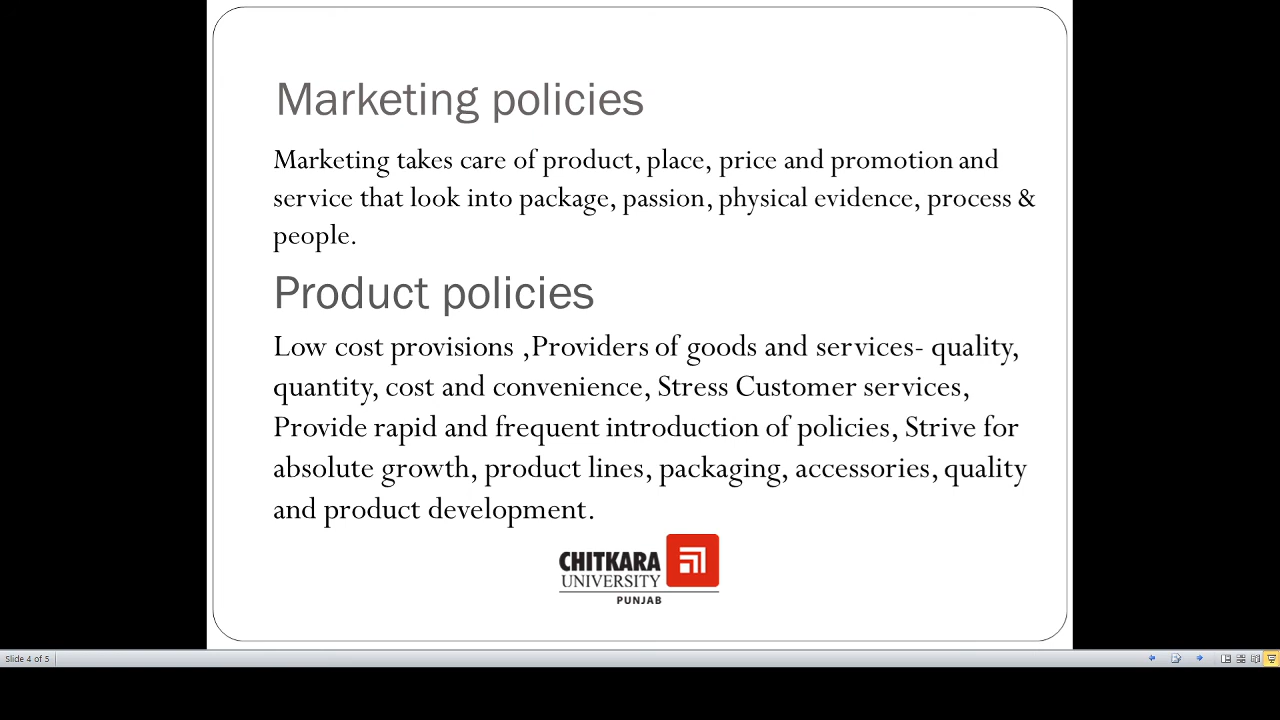 Marketing policies
Marketing takes care of product, place, price and promotion and
service that look into package, passion, physical evidence, process &
people.
Product policies
Low cost provisions ,Providers of goods and services- quality,
quantity, cost and convenience, Stress Customer services,
Provide rapid and frequent introduction of policies, Strive for
absolute growth, product lines, packaging, accessories, quality
and product development.
CHITKARA
UNIVERSITY
PUNJAB
Slide 4 of 5